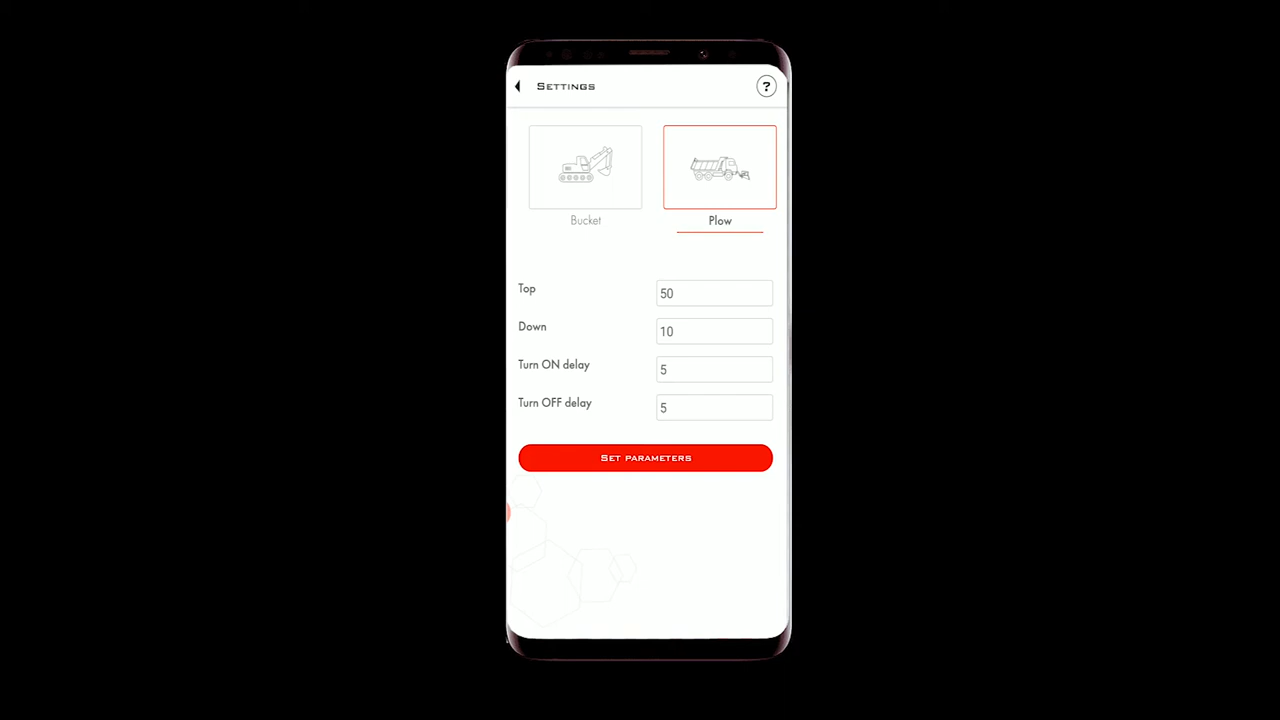 Settings
?
Bucket
Plow
Top
50
Down
10
Turn ON delay
5
Turn OFF delay
5
Set parameters